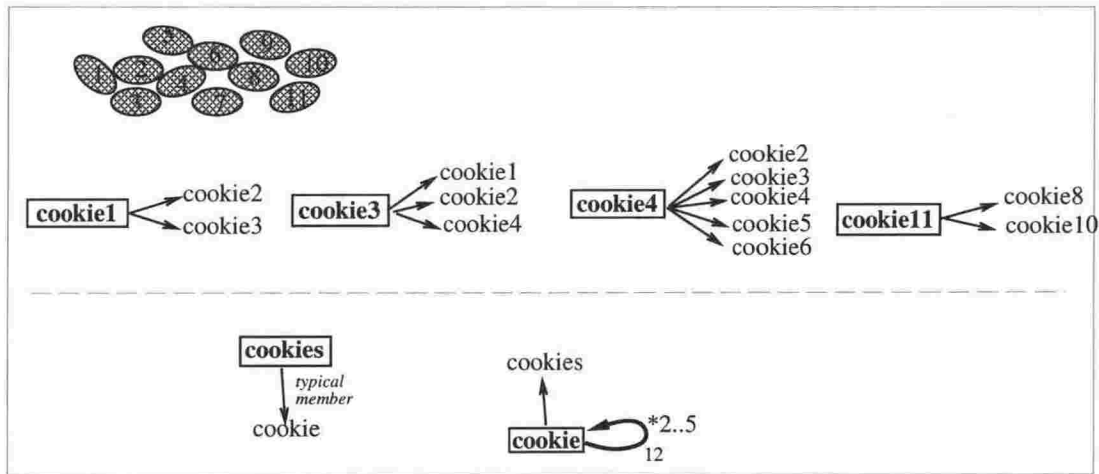 5
9
6
10
1
2
4
8
3
7
11
cookie1
cookie2
cookie3
cookie3
cookie1
cookie2
cookie4
cookie4
cookie2
cookie3
cookie4
cookie5
cookie6
cookie11
cookie8
cookie10
cookies
typical
member
cookie
cookies
cookie
*2..5
12